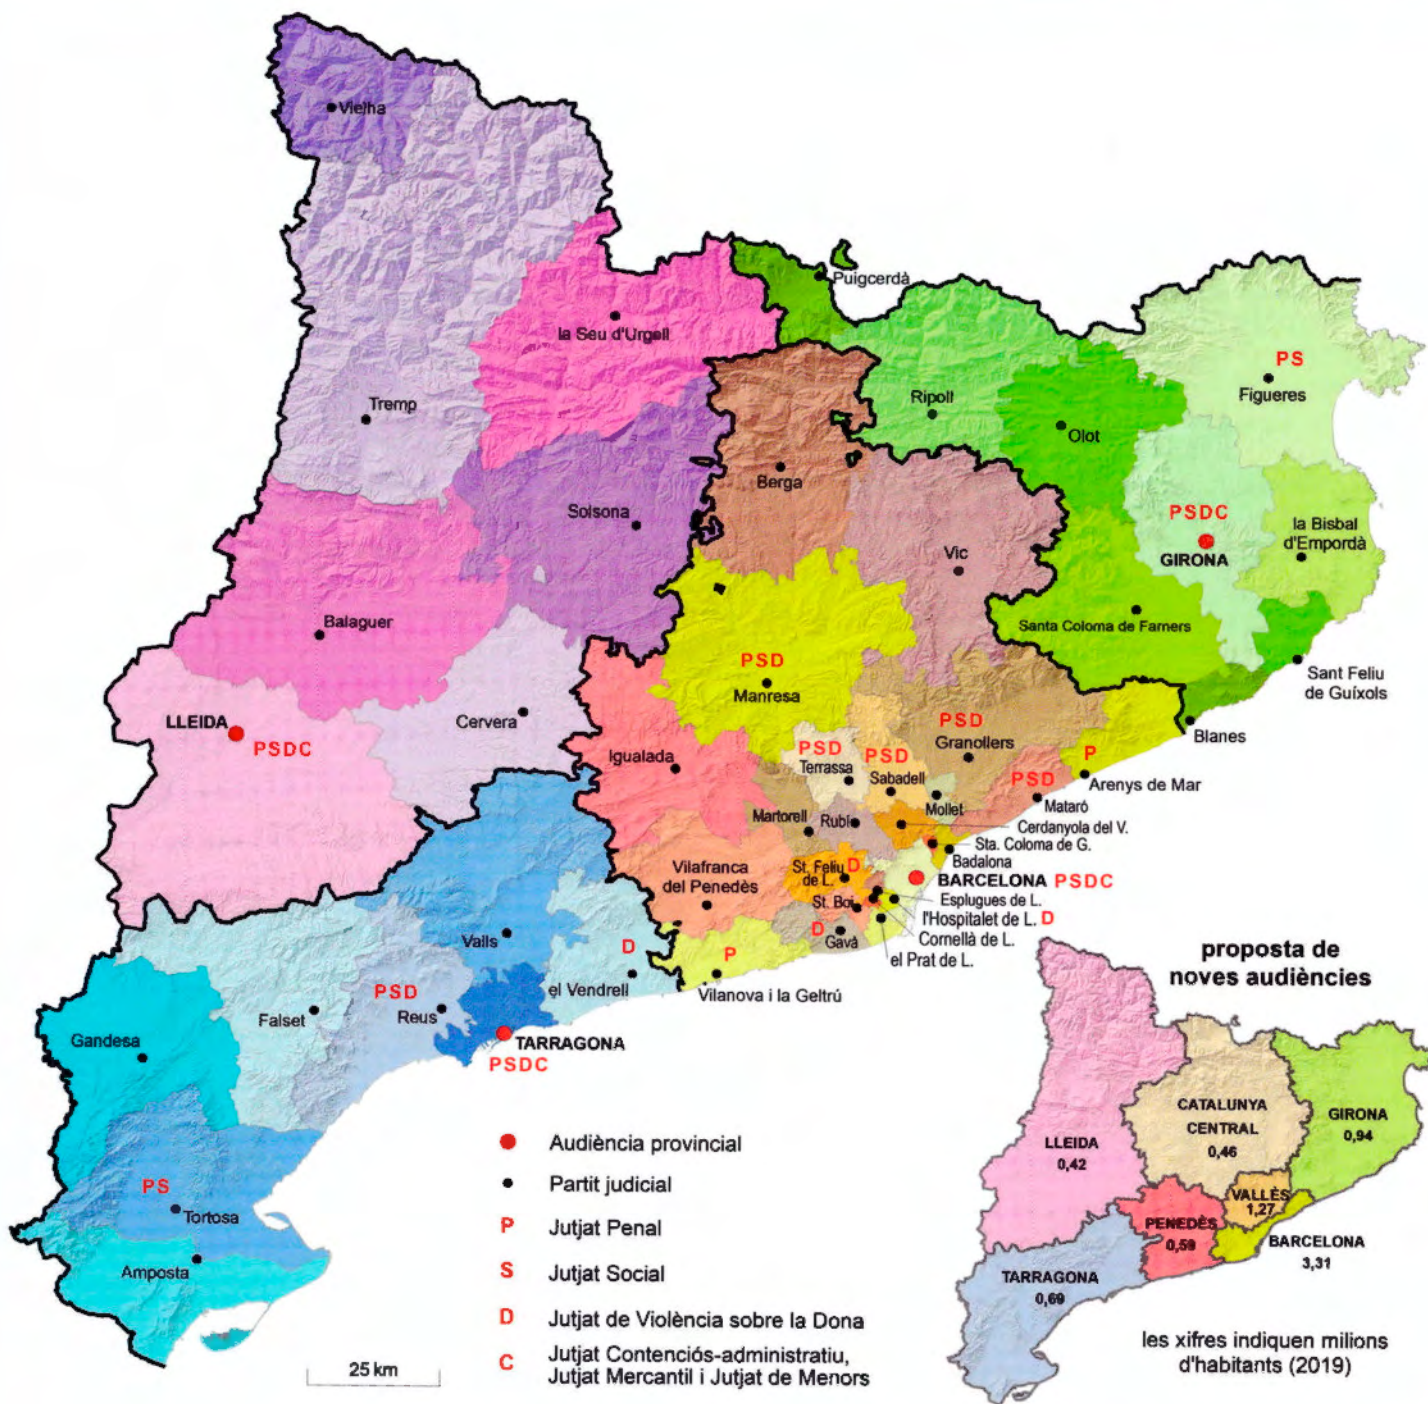 Vielha
Puigcerdà
la Seu d'Urgell
PS
Figueres
Tremp
Ripoll
Olot
Berga
Solsona
PSDC
GIRONA
la Bisbal
d'Empordà
Vic
Balaguer
Santa Coloma de Farners
PSD
Manresa
Sant Feliu
de Guíxols
LLEIDA
PSDC
Cervera
Blanes
PSD
Granollers
Igualada
PSD
Terrassa
PSD
Sabadell
P
Arenys de Mar
PSD
Mataró
Mollet
Martorell
Rubí
Cerdanyola del V.
Sta. Coloma de G.
Badalona
Vilafranca
del Penedès
St. Feliu
de L.
D
BARCELONA PSDC
Esplugues de L.
St. Boi
l'Hospitalet de L. D
Cornellà de L.
el Prat de L.
D
Gavà
Valls
D
el Vendrell
P
Vilanova i la Geltrú
PSD
Reus
Falset
TARRAGONA
PSDC
Gandesa
PS
Tortosa
Amposta
Audiència provincial
Partit judicial
P Jutjat Penal
S Jutjat Social
D Jutjat de Violència sobre la Dona
C Jutjat Contenciós-administratiu,
Jutjat Mercantil i Jutjat de Menors
25 km
proposta de
noves audiències
CATALUNYA
CENTRAL
0,46
GIRONA
0,94
LLEIDA
0,42
VALLÈS
1,27
PENEDÈS
0,59
BARCELONA
3,31
TARRAGONA
0,69
les xifres indiquen milions
d'habitants (2019)